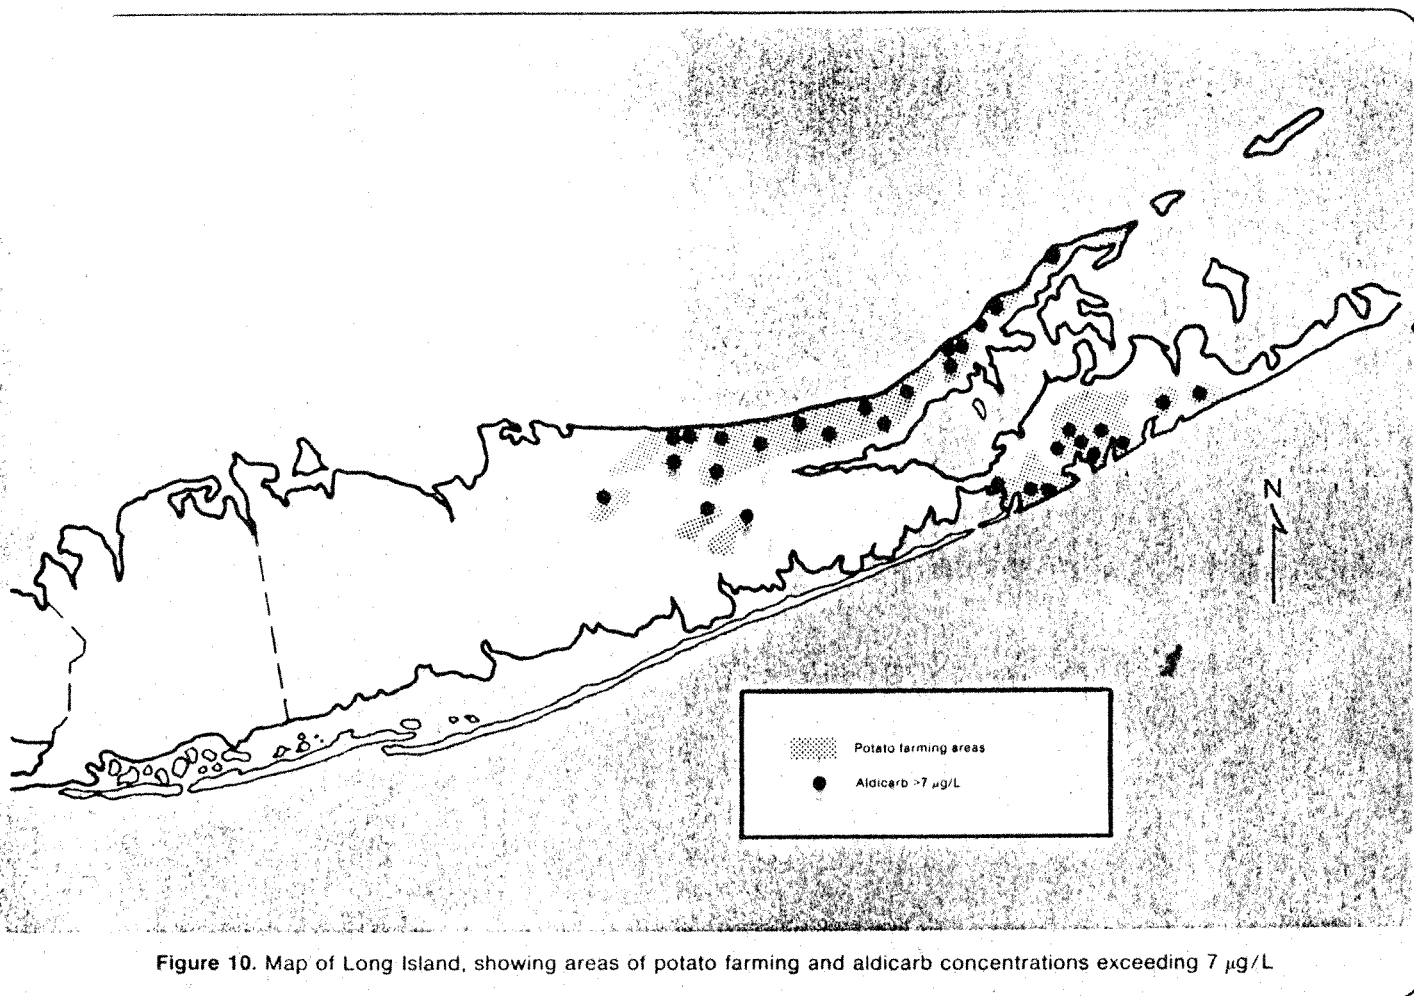 N
Potato farming areas
Aldicarb >7 µg/L
Figure 10. Map of Long Island, showing areas of potato farming and aldicarb concentrations exceeding 7 µg/L